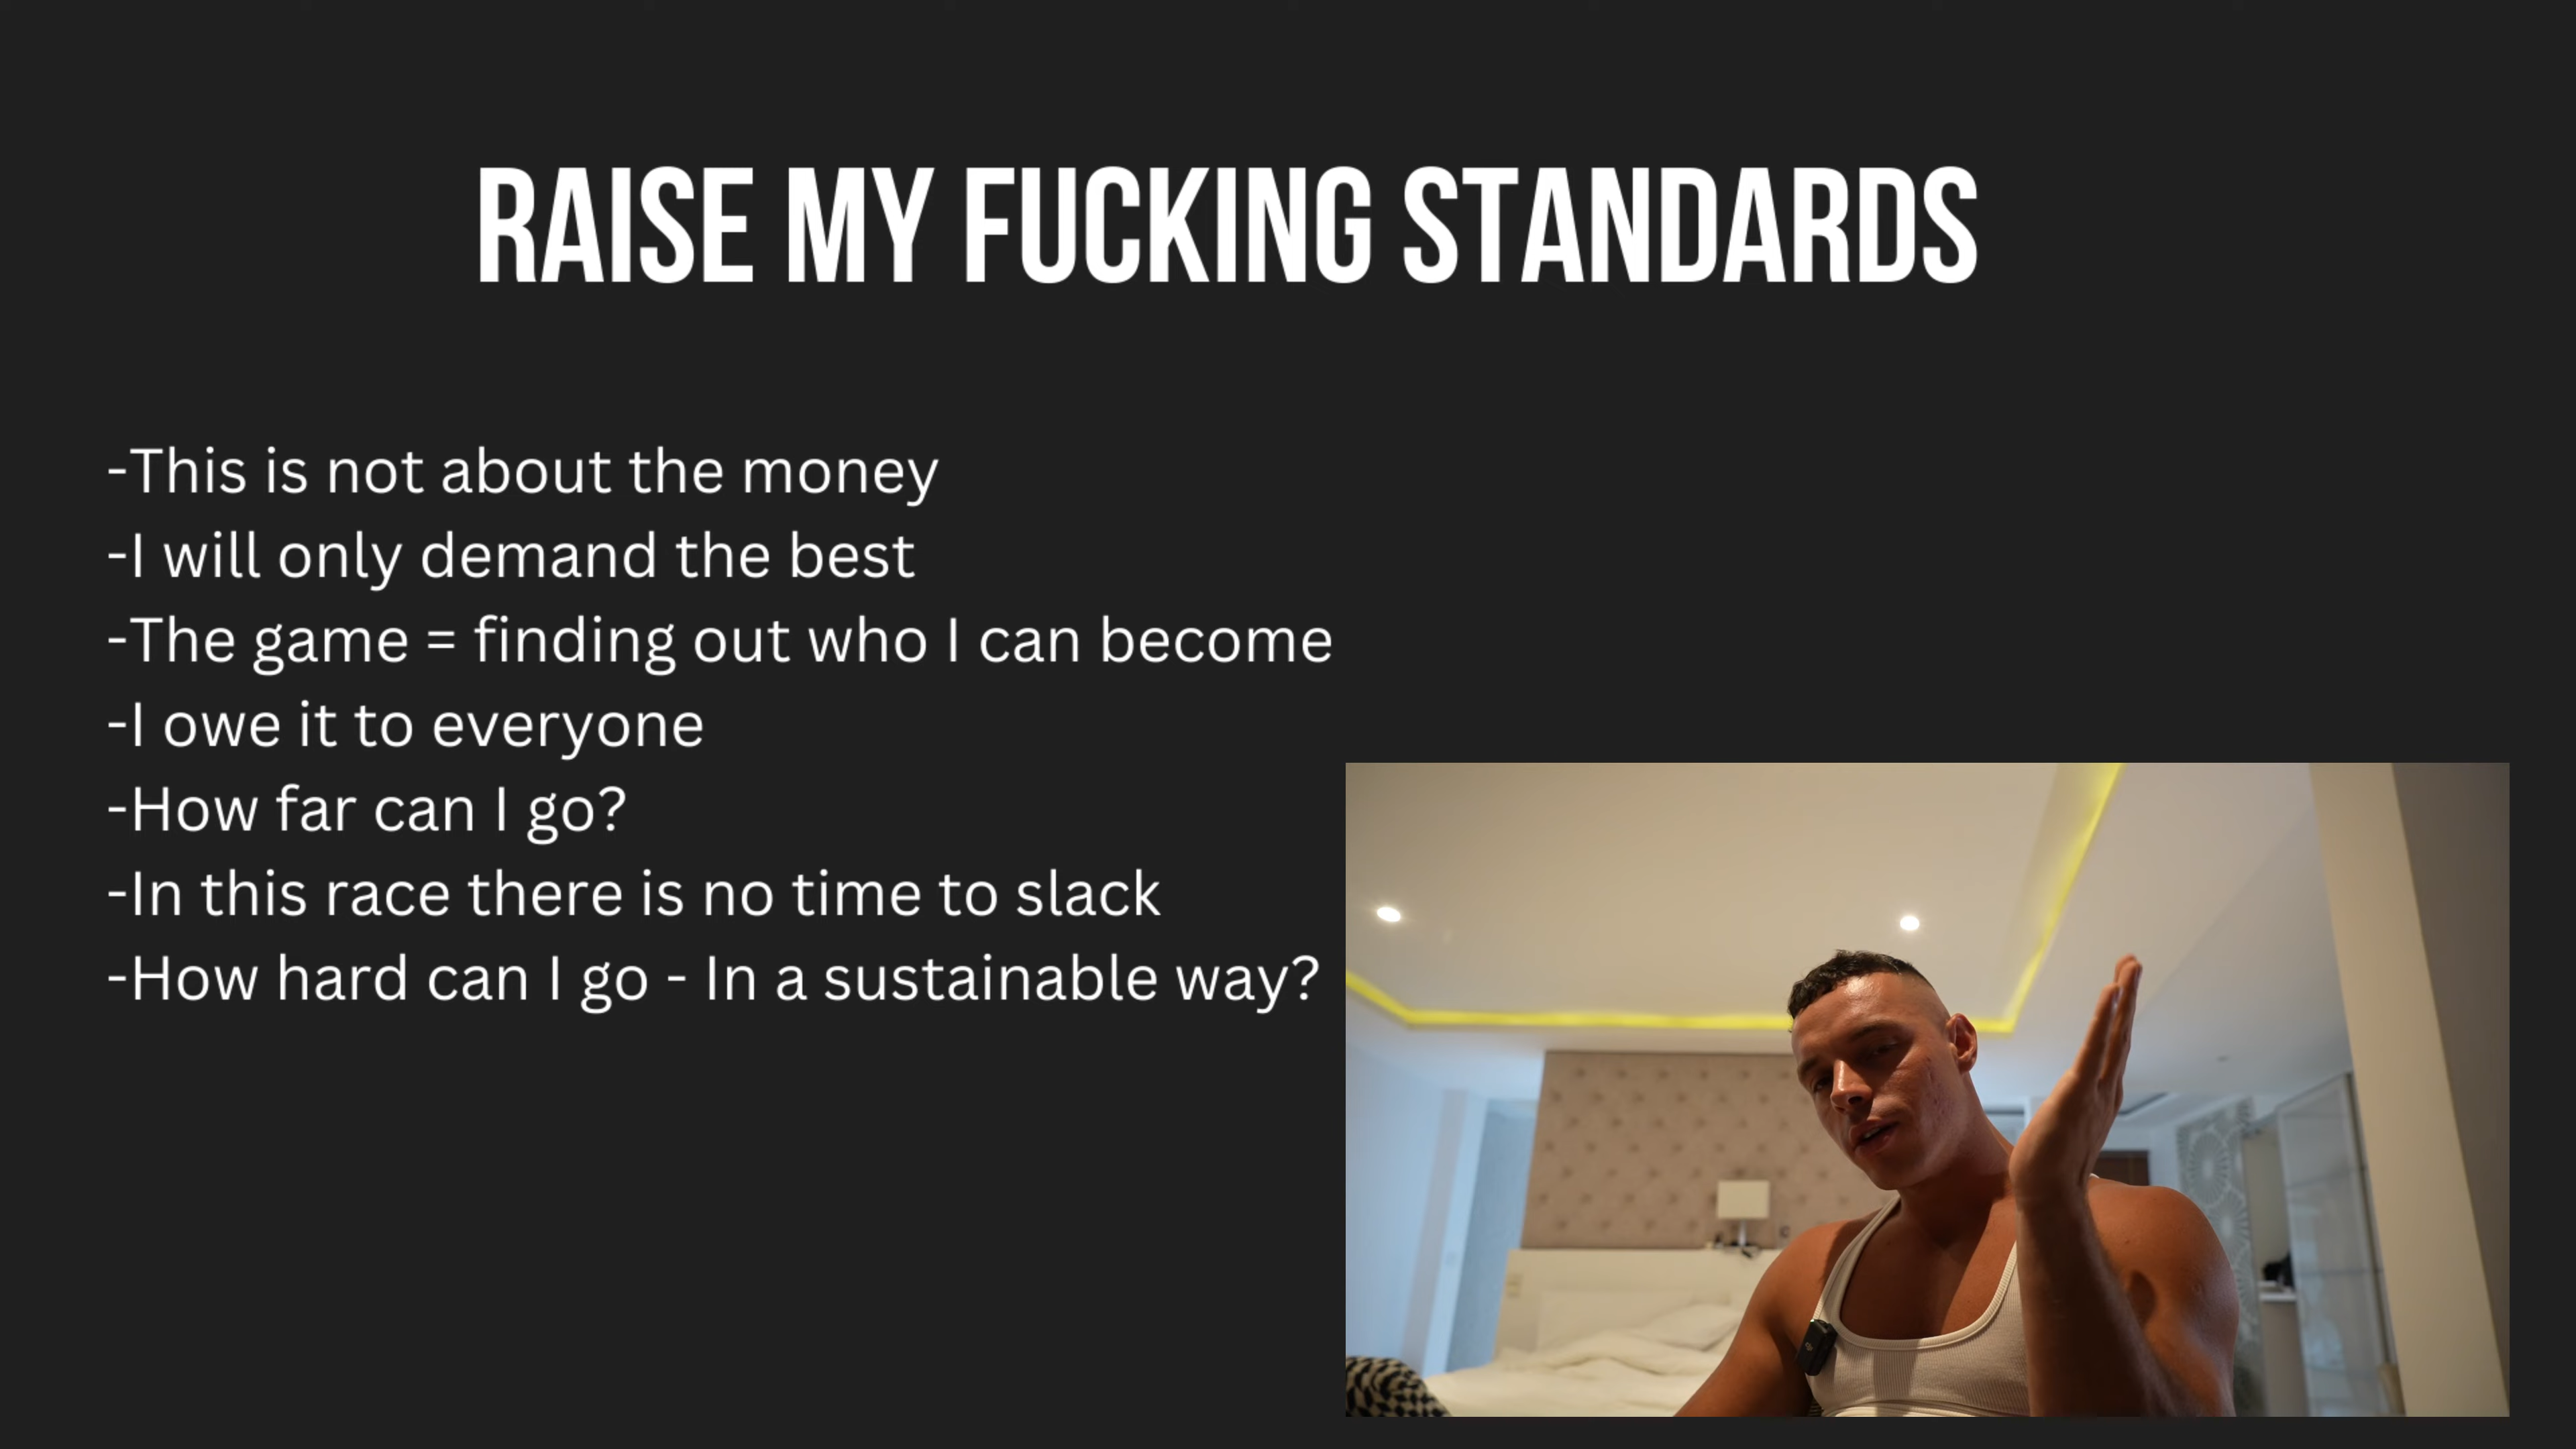 RAISE MY FUCKING STANDARDS
-This is not about the money
-I will only demand the best
-The game = finding out who I can become
-I owe it to everyone
-How far can I go?
-In this race there is no time to slack
-How hard can I go - In a sustainable way?